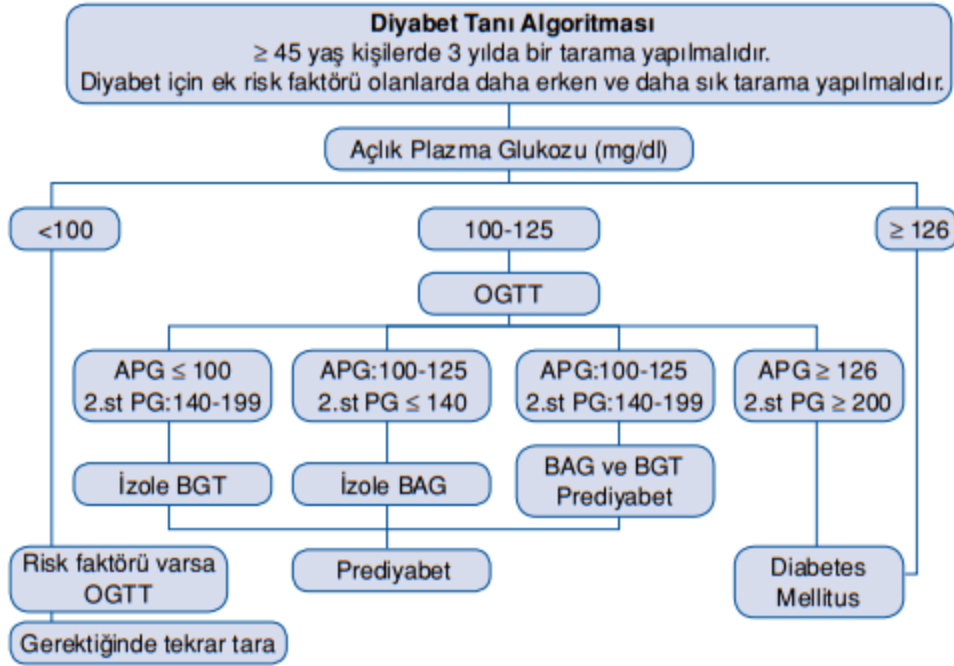 Diyabet Tanı Algoritması
≥ 45 yaş kişilerde 3 yılda bir tarama yapılmalıdır.
Diyabet için ek risk faktörü olanlarda daha erken ve daha sık tarama yapılmalıdır.
Açlık Plazma Glukozu (mg/dl)
<100
100-125
≥ 126
OGTT
APG ≤ 100
2.st PG:140-199
APG:100-125
2.st PG ≤ 140
APG:100-125
2.st PG:140-199
APG ≥ 126
2.st PG ≥ 200
İzole BGT
İzole BAG
BAG ve BGT
Prediyabet
Risk faktörü varsa
OGTT
Prediyabet
Diabetes
Mellitus
Gerektiğinde tekrar tara